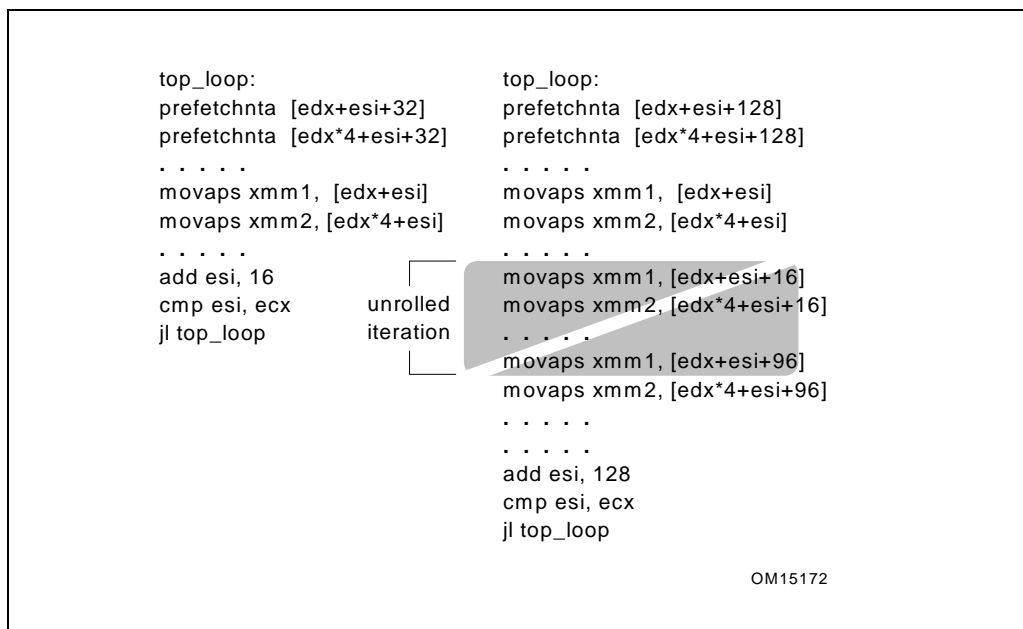 top_loop:
prefetchnta [edx+esi+32]
prefetchnta [edx*4+esi+32]
. . . . .
movaps xmm1, [edx+esi]
movaps xmm2, [edx*4+esi]
. . . . .
add esi, 16
cmp esi, ecx
jl top_loop
unrolled
iteration
top_loop:
prefetchnta [edx+esi+128]
prefetchnta [edx*4+esi+128]
. . . . .
movaps xmm1, [edx+esi]
movaps xmm2, [edx*4+esi]
. . . . .
movaps xmm1, [edx+esi+16]
movaps xmm2, [edx*4+esi+16]
. . . . .
movaps xmm1, [edx+esi+96]
movaps xmm2, [edx*4+esi+96]
. . . . .
. . . . .
add esi, 128
cmp esi, ecx
jl top_loop
OM15172